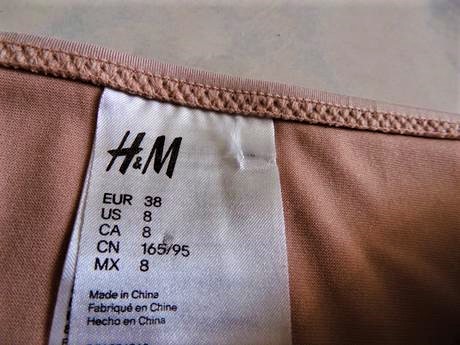 H&M
EUR 38
US 8
CA 8
CN 165/95
MX 8
Made in China
Fabriqué en Chine
Hecho en China